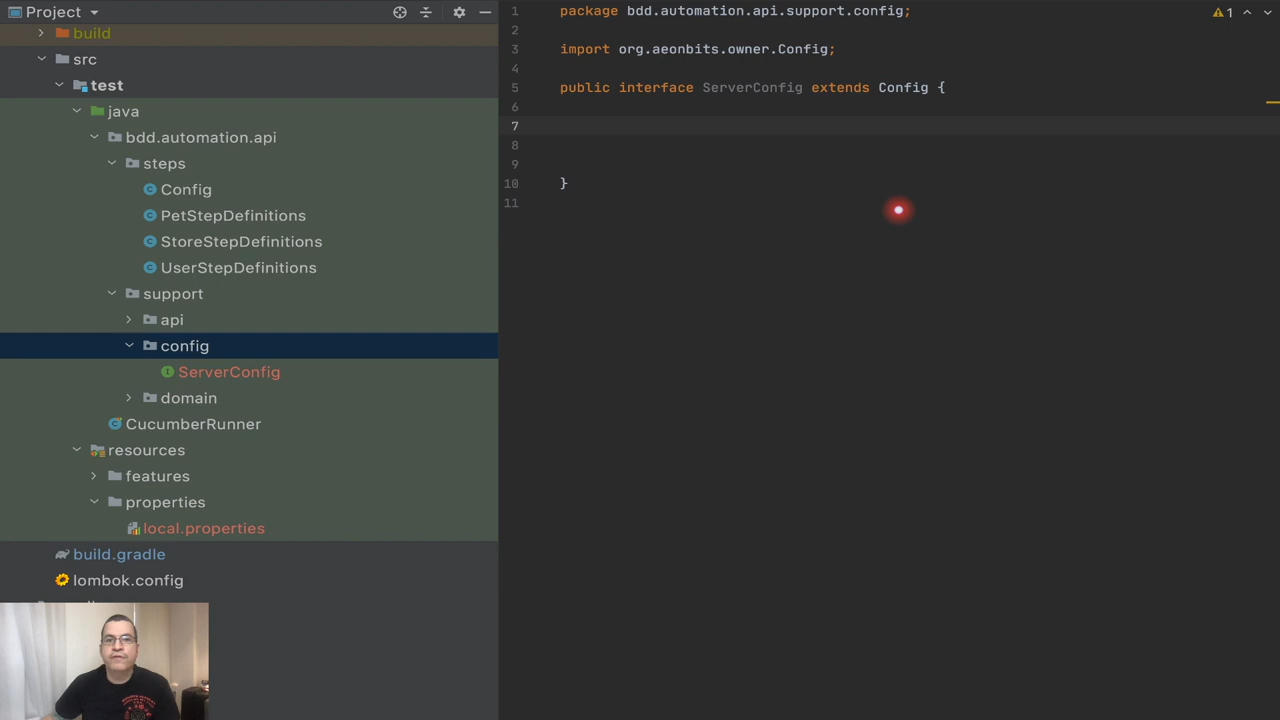 Project
build
src
test
java
bdd.automation.api
steps
Config
PetStepDefinitions
StoreStepDefinitions
UserStepDefinitions
support
api
config
ServerConfig
domain
CucumberRunner
resources
features
properties
local.properties
build.gradle
lombok.config
1 package bdd.automation.api.support.config;
2
3 import org.aeonbits.owner.Config;
4
5 public interface ServerConfig extends Config {
6
7
8
9
10 }
11
1